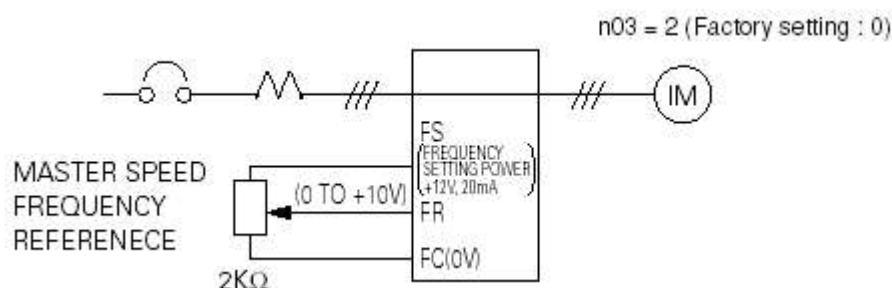 n03 = 2 (Factory setting : 0)
IM
FS
(FREQUENCY
SETTING POWER
+12V, 20mA)
MASTER SPEED
FREQUENCY
REFERENECE
(0 TO +10V)
FR
FC(0V)
2KΩ